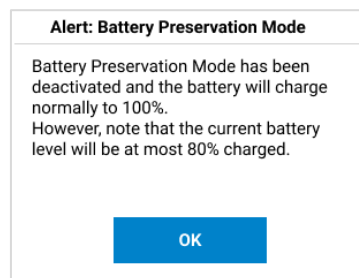 Alert: Battery Preservation Mode
Battery Preservation Mode has been
deactivated and the battery will charge
normally to 100%.
However, note that the current battery
level will be at most 80% charged.
OK